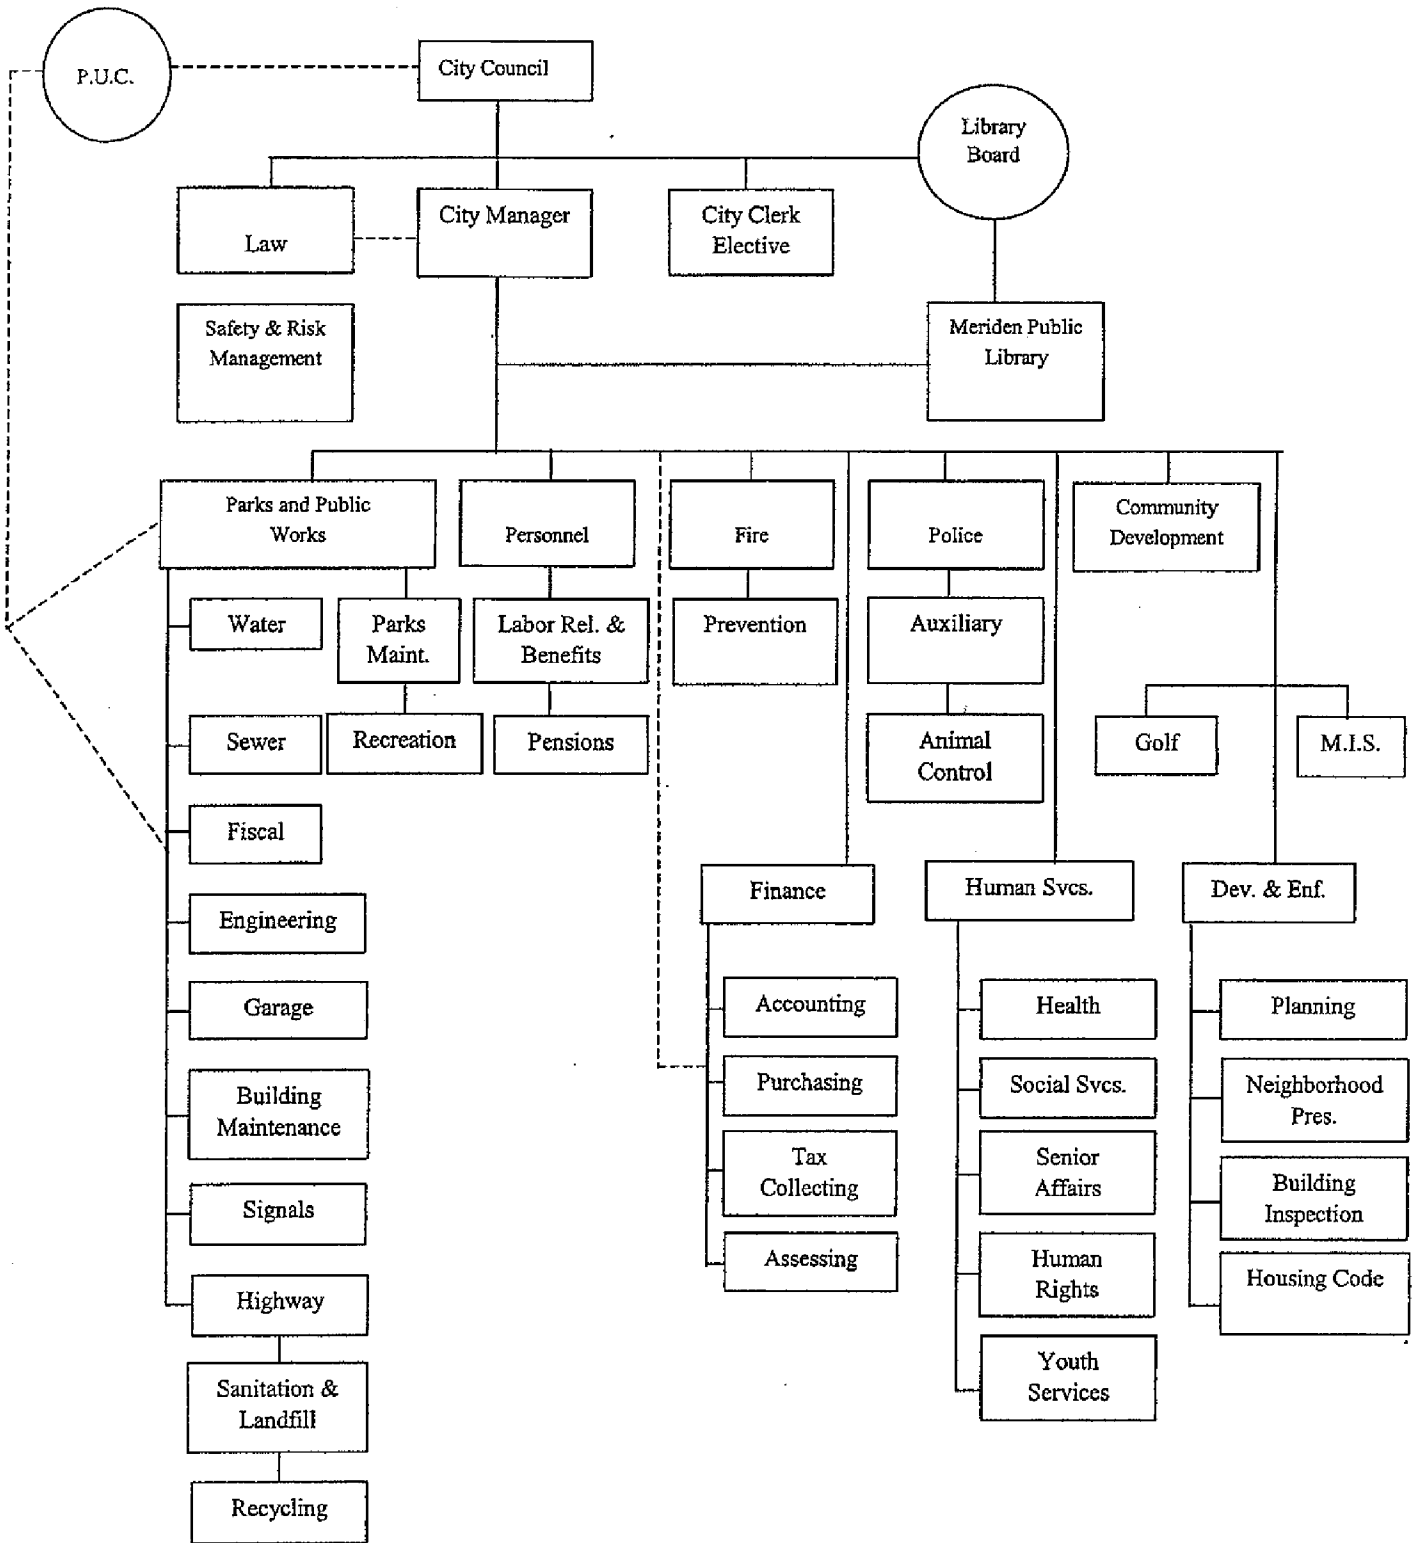 P.U.C.
City Council
Library
Board
Law
City Manager
City Clerk
Elective
Safety & Risk
Management
Meriden Public
Library
Parks and Public
Works
Personnel
Fire
Police
Community
Development
Water
Parks
Maint.
Labor Rel. &
Benefits
Prevention
Auxiliary
Sewer
Recreation
Pensions
Animal
Control
Golf
M.I.S.
Fiscal
Engineering
Garage
Building
Maintenance
Signals
Highway
Sanitation &
Landfill
Recycling
Finance
Accounting
Purchasing
Tax
Collecting
Assessing
Human Svcs.
Health
Social Svcs.
Senior
Affairs
Human
Rights
Youth
Services
Dev. & Enf.
Planning
Neighborhood
Pres.
Building
Inspection
Housing Code